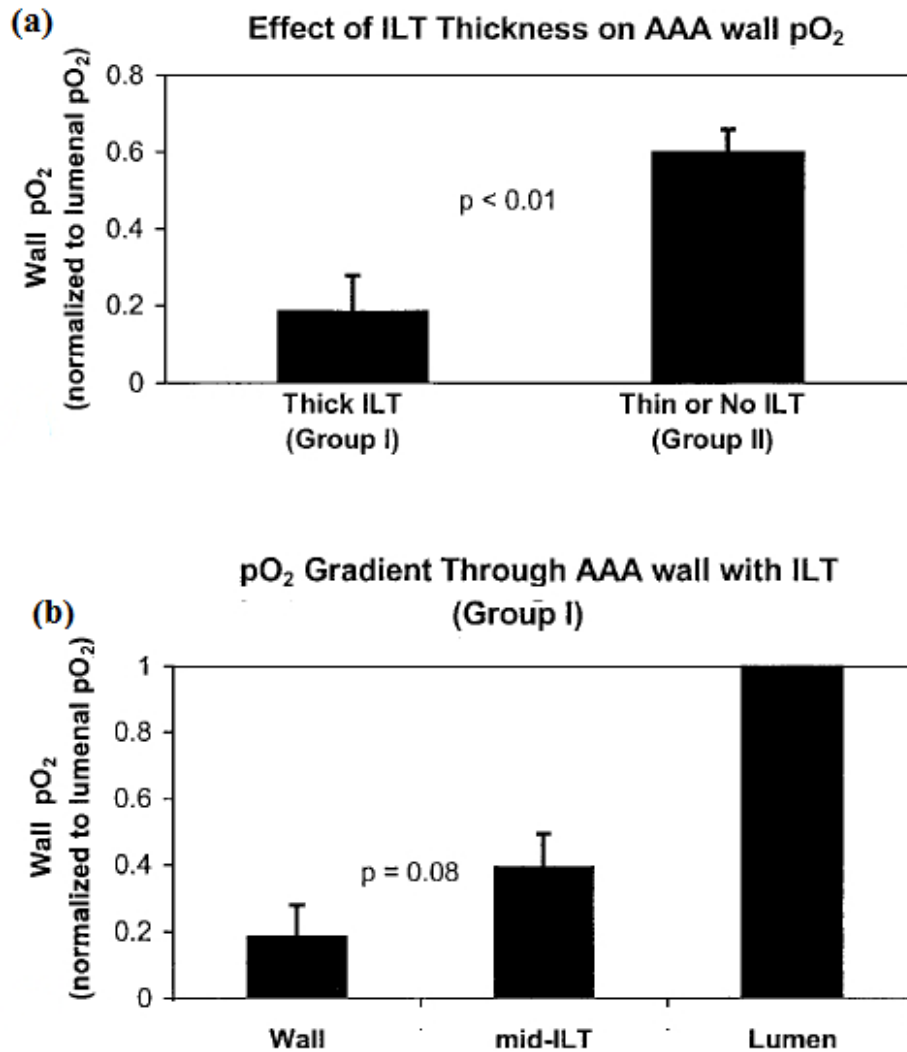 (a)
Effect of ILT Thickness on AAA wall pO₂
Wall pO₂
(normalized to lumenal pO₂)
0.8
0.6
0.4
0.2
0
p < 0.01
Thick ILT
(Group I)
Thin or No ILT
(Group II)
pO₂ Gradient Through AAA wall with ILT
(Group I)
(b)
Wall pO₂
(normalized to lumenal pO₂)
1
0.8
0.6
0.4
0.2
0
p = 0.08
Wall
mid-ILT
Lumen